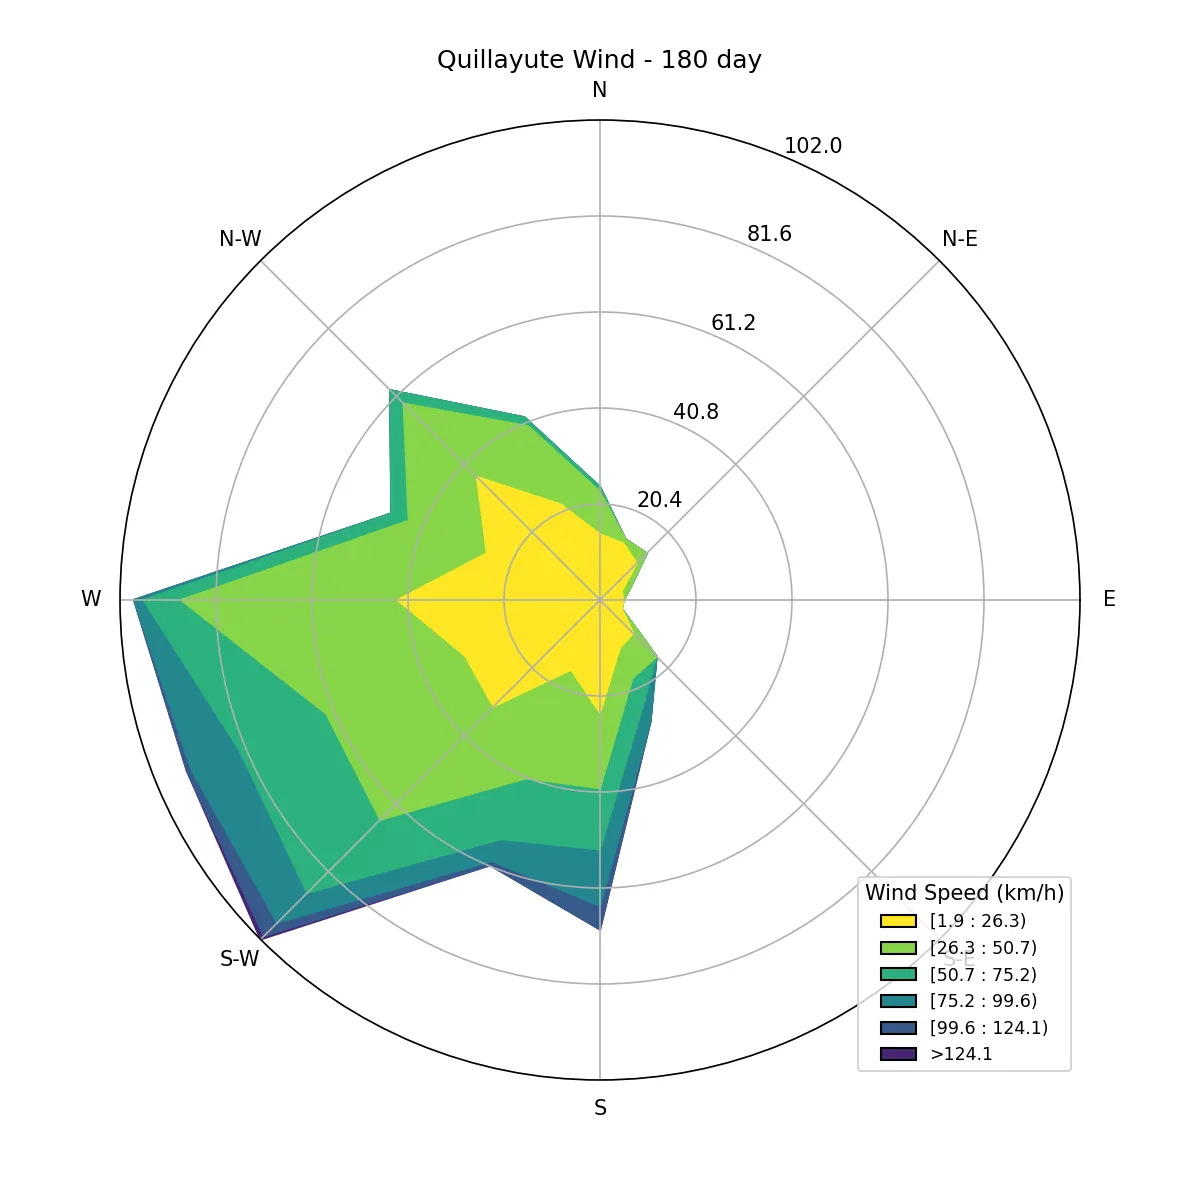 Quillayute Wind - 180 day
N
102.0
N-W
N-E
81.6
61.2
40.8
20.4
W
E
S-W
S-E
S
Wind Speed (km/h)
[1.9 : 26.3)
[26.3 : 50.7)
[50.7 : 75.2)
[75.2 : 99.6)
[99.6 : 124.1)
>124.1